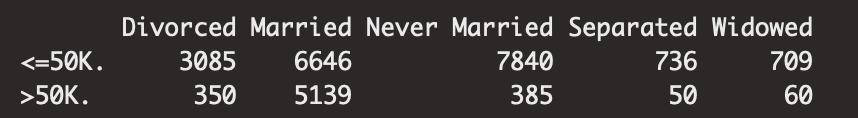 Divorced Married Never Married Separated Widowed
<=50K. 3085 6646 7840 736 709
>50K. 350 5139 385 50 60